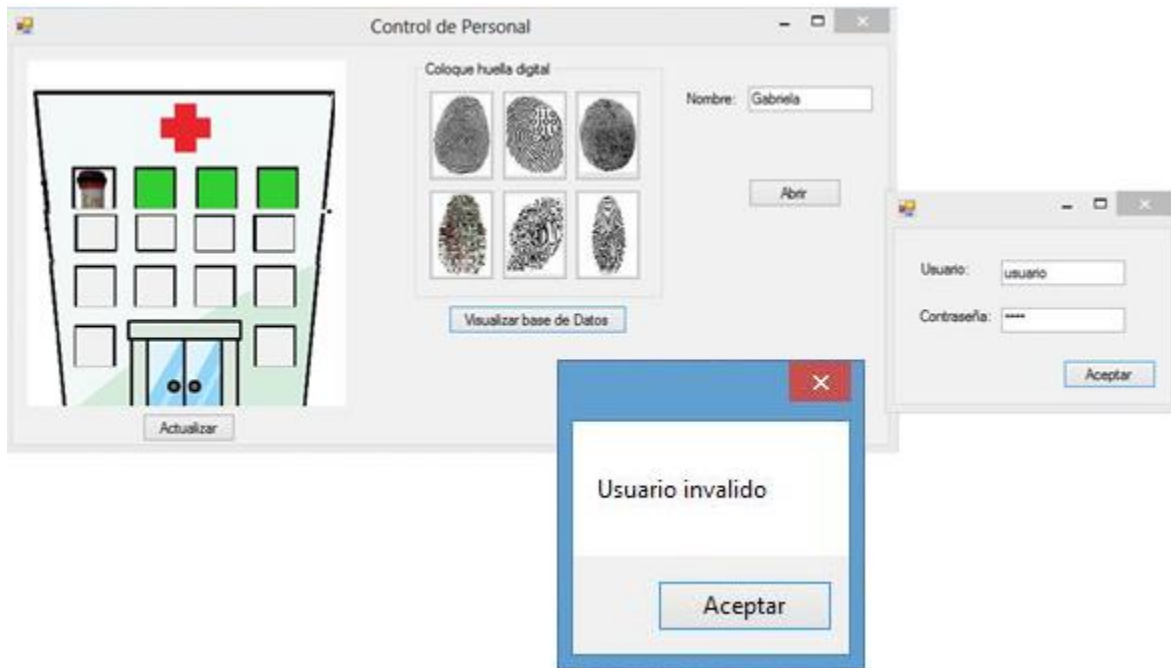 Control de Personal
Coloque huella digital
Nombre: Gabriela
Abrir
Visualizar base de Datos
Actualizar
Usuario: usuario
Contraseña: ••••
Aceptar
Usuario invalido
Aceptar